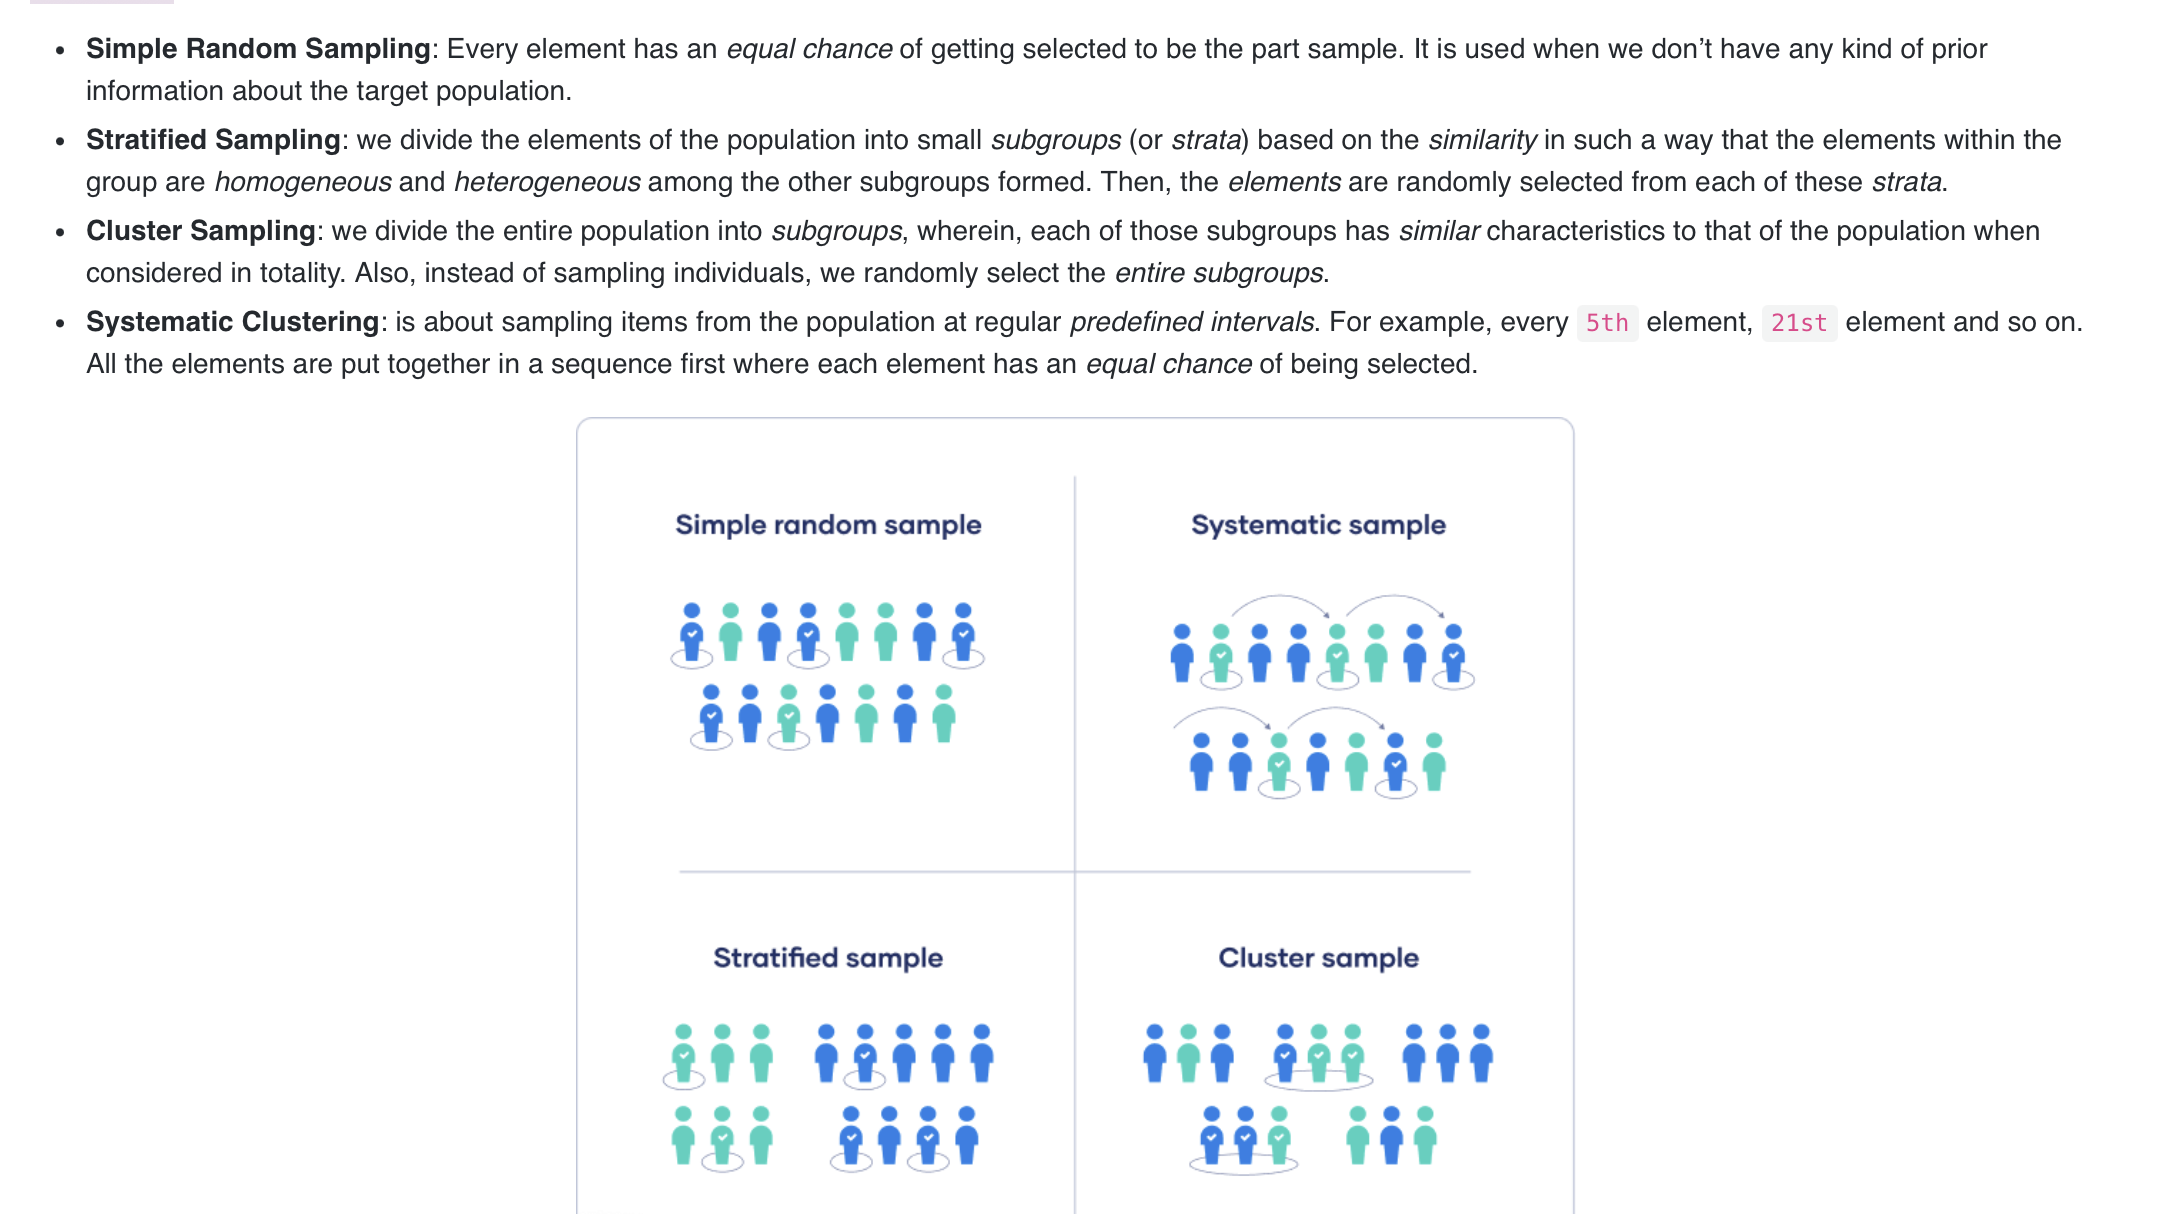 Simple Random Sampling: Every element has an equal chance of getting selected to be the part sample. It is used when we don’t have any kind of prior
information about the target population.
Stratified Sampling: we divide the elements of the population into small subgroups (or strata) based on the similarity in such a way that the elements within the
group are homogeneous and heterogeneous among the other subgroups formed. Then, the elements are randomly selected from each of these strata.
Cluster Sampling: we divide the entire population into subgroups, wherein, each of those subgroups has similar characteristics to that of the population when
considered in totality. Also, instead of sampling individuals, we randomly select the entire subgroups.
Systematic Clustering: is about sampling items from the population at regular predefined intervals. For example, every 5th element, 21st element and so on.
All the elements are put together in a sequence first where each element has an equal chance of being selected.
Simple random sample
Systematic sample
Stratified sample
Cluster sample